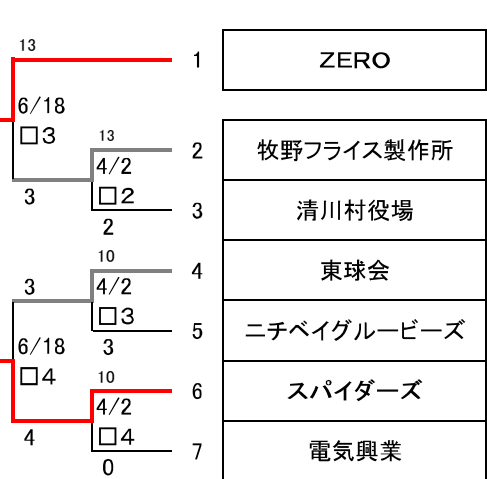 13
1 ZERO
6/18
□3
13
2 牧野フライス製作所
4/2
□2
3
3 清川村役場
2
10
4 東球会
3
4/2
□3
5 ニチベイグルービーズ
6/18
3
□4
10
6 スパイダーズ
4/2
4
□4
7 電気興業
0